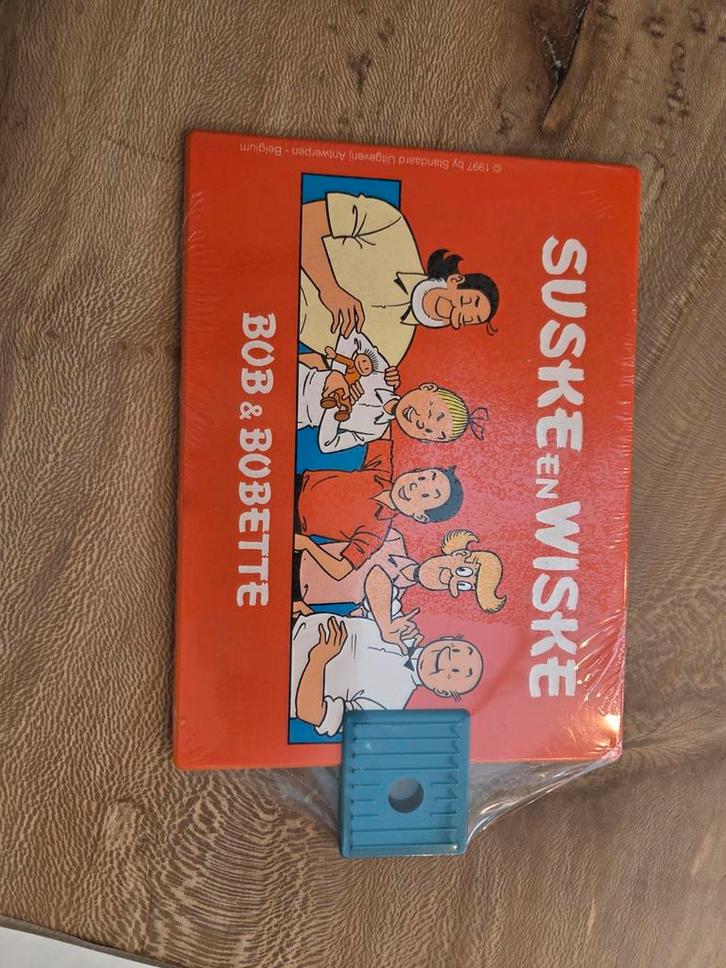 SUSKE EN WISKE
BOB & BOBETTE
© 1997 by Standaard Uitgeverij Antwerpen - Belgium